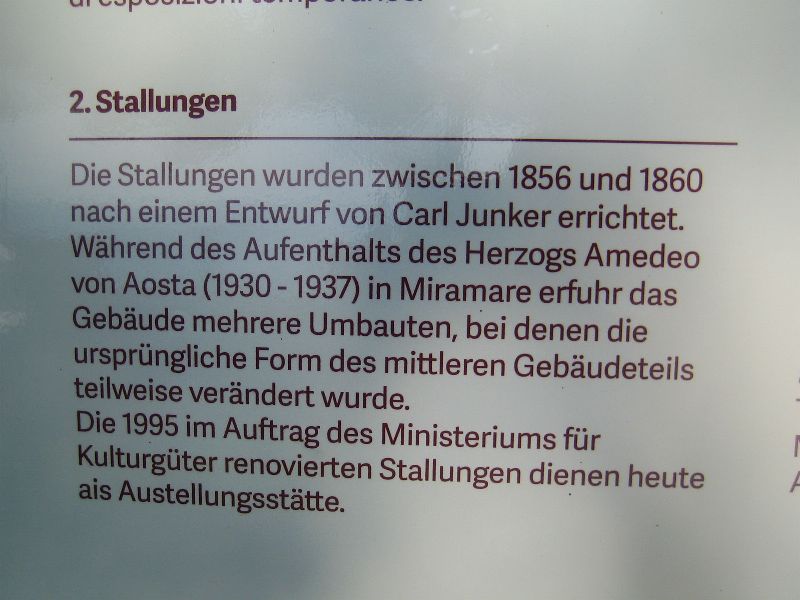 di esposizioni temporanee.
2. Stallungen
Die Stallungen wurden zwischen 1856 und 1860
nach einem Entwurf von Carl Junker errichtet.
Während des Aufenthalts des Herzogs Amedeo
von Aosta (1930 - 1937) in Miramare erfuhr das
Gebäude mehrere Umbauten, bei denen die
ursprüngliche Form des mittleren Gebäudeteils
teilweise verändert wurde.
Die 1995 im Auftrag des Ministeriums für
Kulturgüter renovierten Stallungen dienen heute
ais Austellungsstätte.